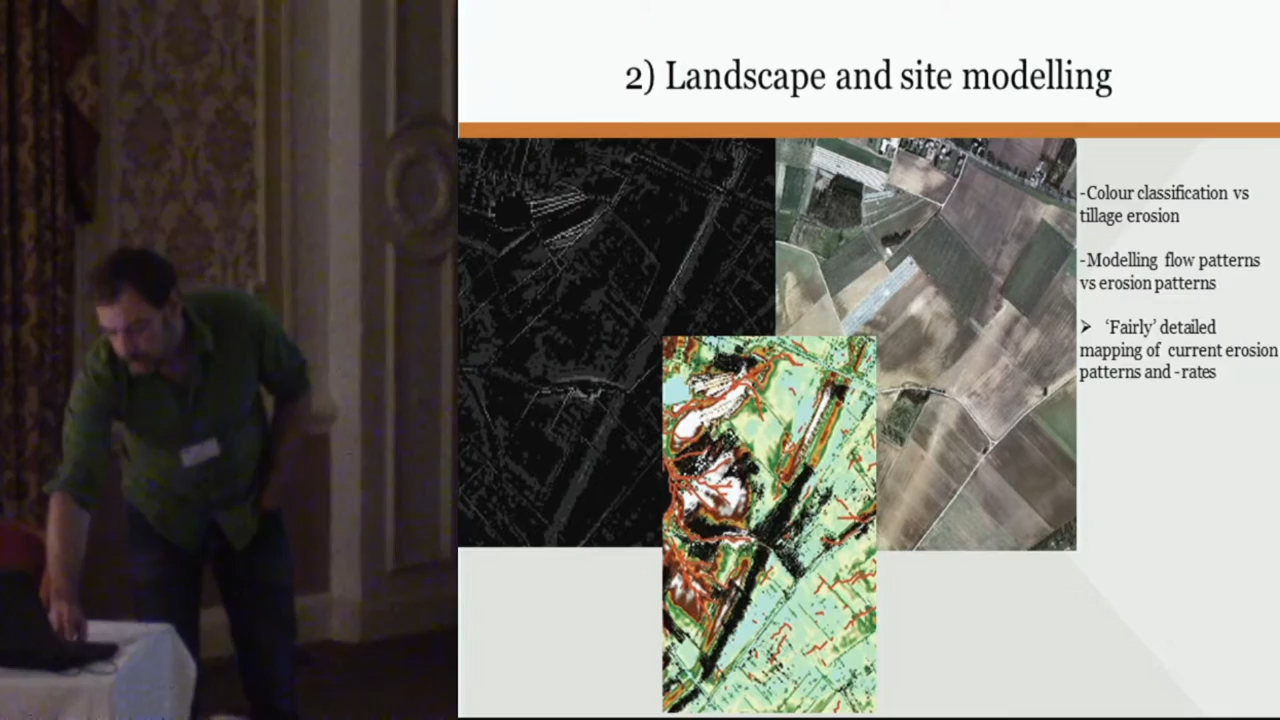 2) Landscape and site modelling
-Colour classification vs
tillage erosion
-Modelling flow patterns
vs erosion patterns
➢ ‘Fairly’ detailed
mapping of current erosion
patterns and -rates